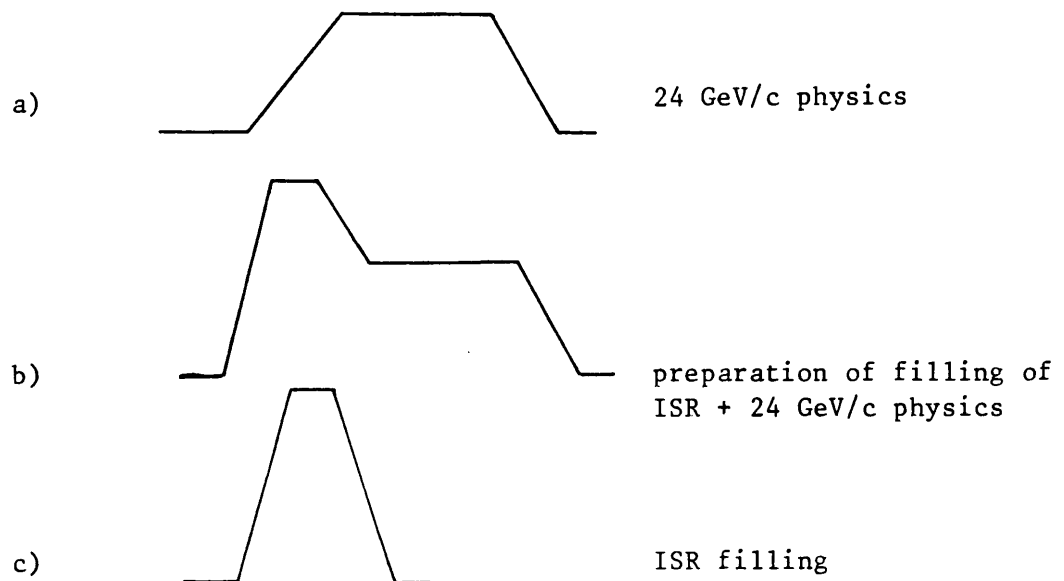 a)
24 GeV/c physics
b)
preparation of filling of
ISR + 24 GeV/c physics
c)
ISR filling